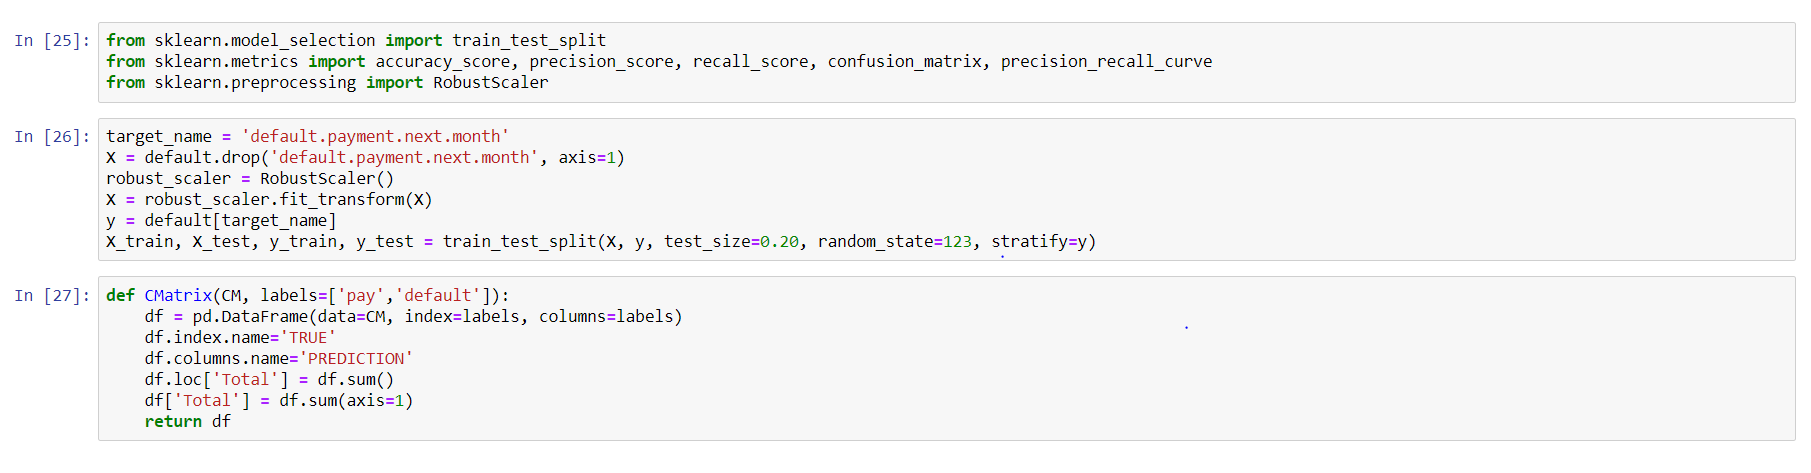 In [25]: from sklearn.model_selection import train_test_split
from sklearn.metrics import accuracy_score, precision_score, recall_score, confusion_matrix, precision_recall_curve
from sklearn.preprocessing import RobustScaler
In [26]: target_name = 'default.payment.next.month'
X = default.drop('default.payment.next.month', axis=1)
robust_scaler = RobustScaler()
X = robust_scaler.fit_transform(X)
y = default[target_name]
X_train, X_test, y_train, y_test = train_test_split(X, y, test_size=0.20, random_state=123, stratify=y)
In [27]: def CMatrix(CM, labels=['pay','default']):
    df = pd.DataFrame(data=CM, index=labels, columns=labels)
    df.index.name='TRUE'
    df.columns.name='PREDICTION'
    df.loc['Total'] = df.sum()
    df['Total'] = df.sum(axis=1)
    return df